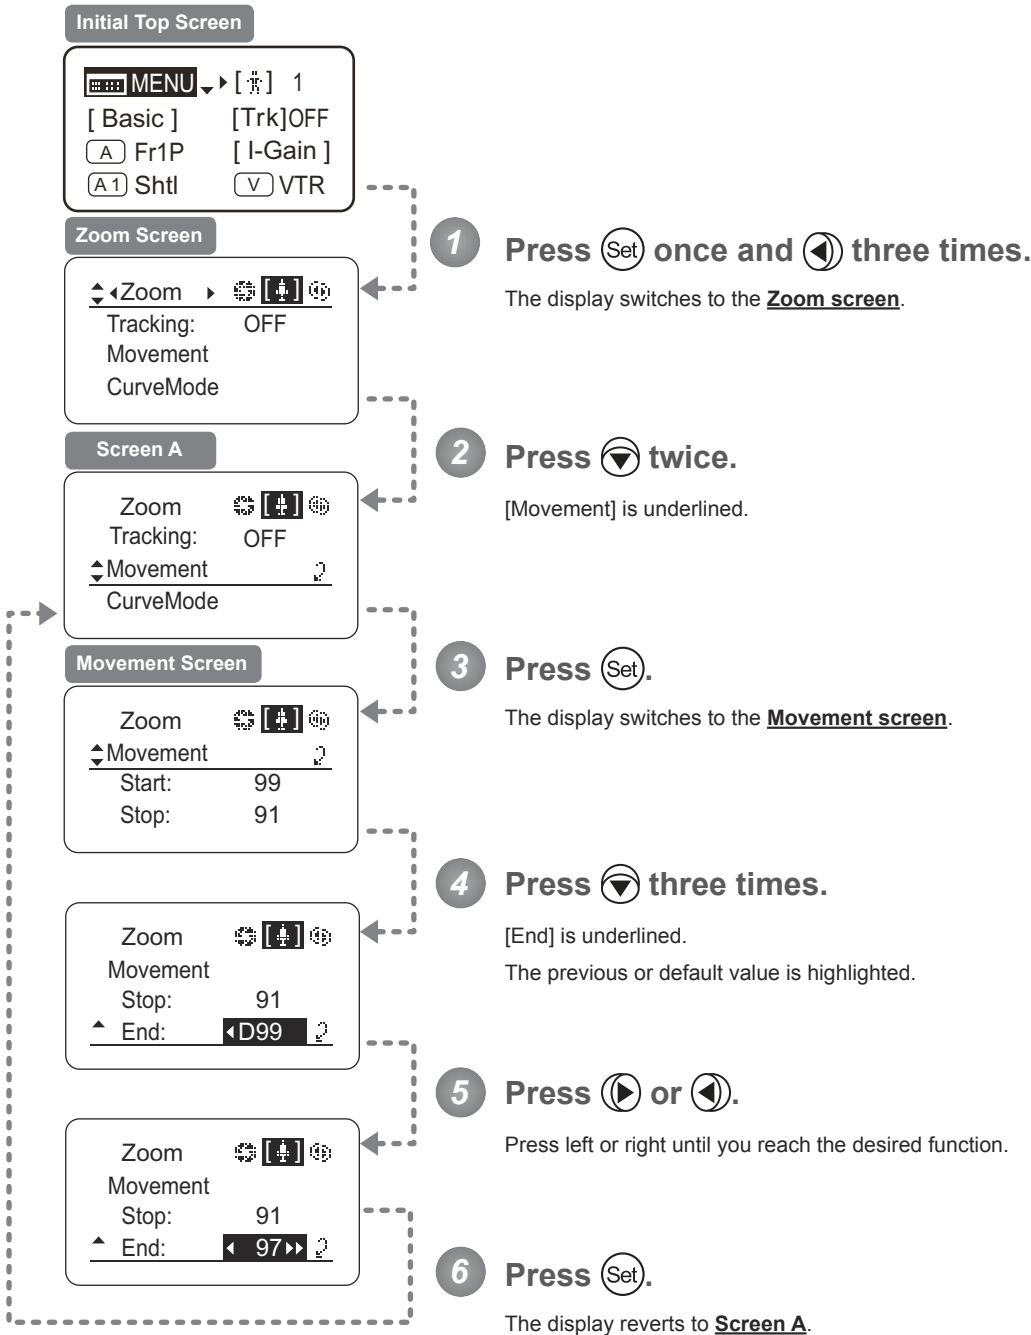 Initial Top Screen
MENU [ ] 1
[ Basic ] [Trk]OFF
A Fr1P [ I-Gain ]
A1 Shtl V VTR
Zoom Screen
Zoom [ ]
Tracking: OFF
Movement
CurveMode
1 Press Set once and three times.
The display switches to the Zoom screen.
Screen A
Zoom [ ]
Tracking: OFF
Movement
CurveMode
2 Press twice.
[Movement] is underlined.
Movement Screen
Zoom [ ]
Movement
Start: 99
Stop: 91
3 Press Set.
The display switches to the Movement screen.
Zoom [ ]
Movement
Stop: 91
End: D99
4 Press three times.
[End] is underlined.
The previous or default value is highlighted.
Zoom [ ]
Movement
Stop: 91
End: 97
5 Press or .
Press left or right until you reach the desired function.
6 Press Set.
The display reverts to Screen A.